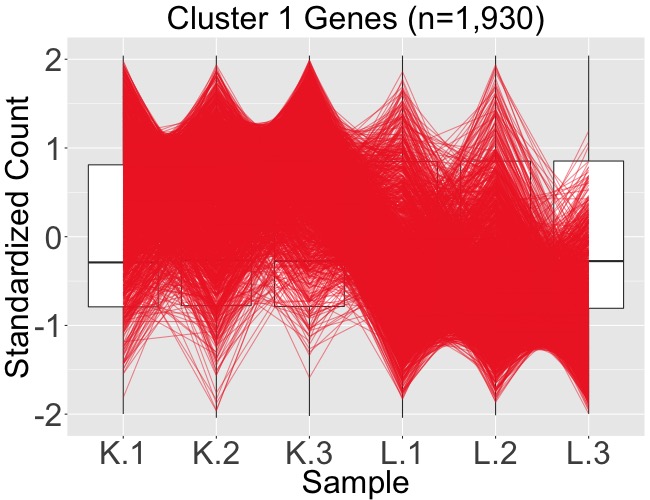 Cluster 1 Genes (n=1,930)
Standardized Count
2
1
0
-1
-2
K.1 K.2 K.3 L.1 L.2 L.3
Sample